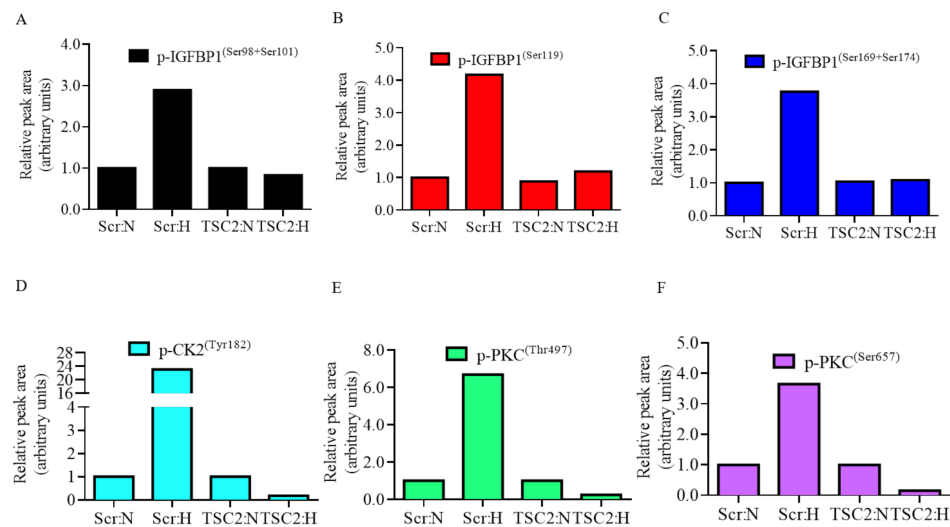 A
Relative peak area
(arbitrary units)
4.0
3.0
2.0
1.0
0.0
p-IGFBP1(Ser98+Ser101)
Scr:N Scr:H TSC2:N TSC2:H
B
Relative peak area
(arbitrary units)
5.0
4.0
3.0
2.0
1.0
0.0
p-IGFBP1(Ser119)
Scr:N Scr:H TSC2:N TSC2:H
C
Relative peak area
(arbitrary units)
5.0
4.0
3.0
2.0
1.0
0.0
p-IGFBP1(Ser169+Ser174)
Scr:N Scr:H TSC2:N TSC2:H
D
Relative peak area
(arbitrary units)
28
24
20
16
4
3
2
1
0
p-CK2(Tyr182)
Scr:N Scr:H TSC2:N TSC2:H
E
Relative peak area
(arbitrary units)
8.0
6.0
4.0
2.0
0.0
p-PKC(Thr497)
Scr:N Scr:H TSC2:N TSC2:H
F
Relative peak area
(arbitrary units)
5.0
4.0
3.0
2.0
1.0
0.0
p-PKC(Ser657)
Scr:N Scr:H TSC2:N TSC2:H